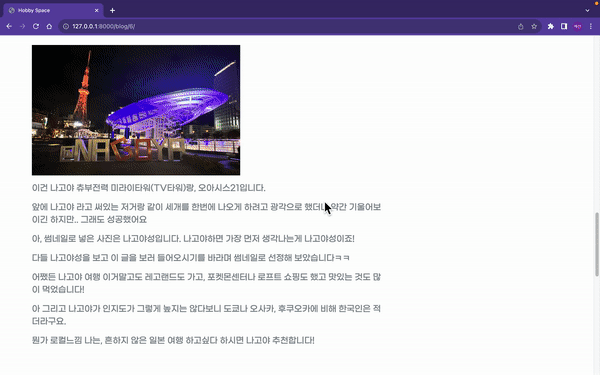 Hobby Space
127.0.0.1:8000/blog/6/
NAGOYA
이건 나고야 츄부전력 미라이타워(TV타워)랑, 오아시스21입니다.
앞에 나고야 라고 써있는 저거랑 같이 세개를 한번에 나오게 하려고 광각으로 했더니 약간 기울어보
이긴 하지만.. 그래도 성공했어요
아, 썸네일로 넣은 사진은 나고야성입니다. 나고야하면 가장 먼저 생각나는게 나고야성이죠!
다들 나고야성을 보고 이 글을 보러 들어오시기를 바라며 썸네일로 선정해 보았습니다ㅋㅋ
어쨌든 나고야 여행 이거말고도 레고랜드도 가고, 포켓몬센터나 로프트 쇼핑도 했고 맛있는 것도 많
이 먹었습니다!
아 그리고 나고야가 인지도가 그렇게 높지는 않다보니 도쿄나 오사카, 후쿠오카에 비해 한국인은 적
더라구요.
뭔가 로컬느낌 나는, 흔하지 않은 일본 여행 하고싶다 하시면 나고야 추천합니다!